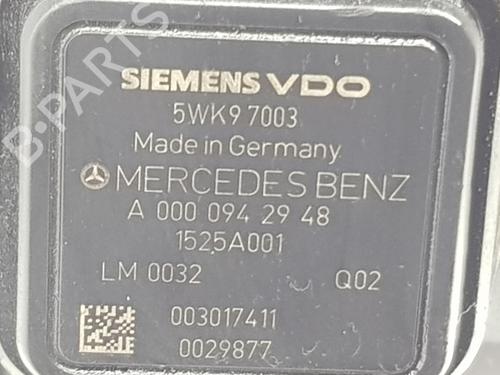 SIEMENS VDO
5WK9 7003
Made in Germany
MERCEDES BENZ
A 000 094 29 48
1525A001
LM 0032 Q02
003017411
0029877
B-PARTS